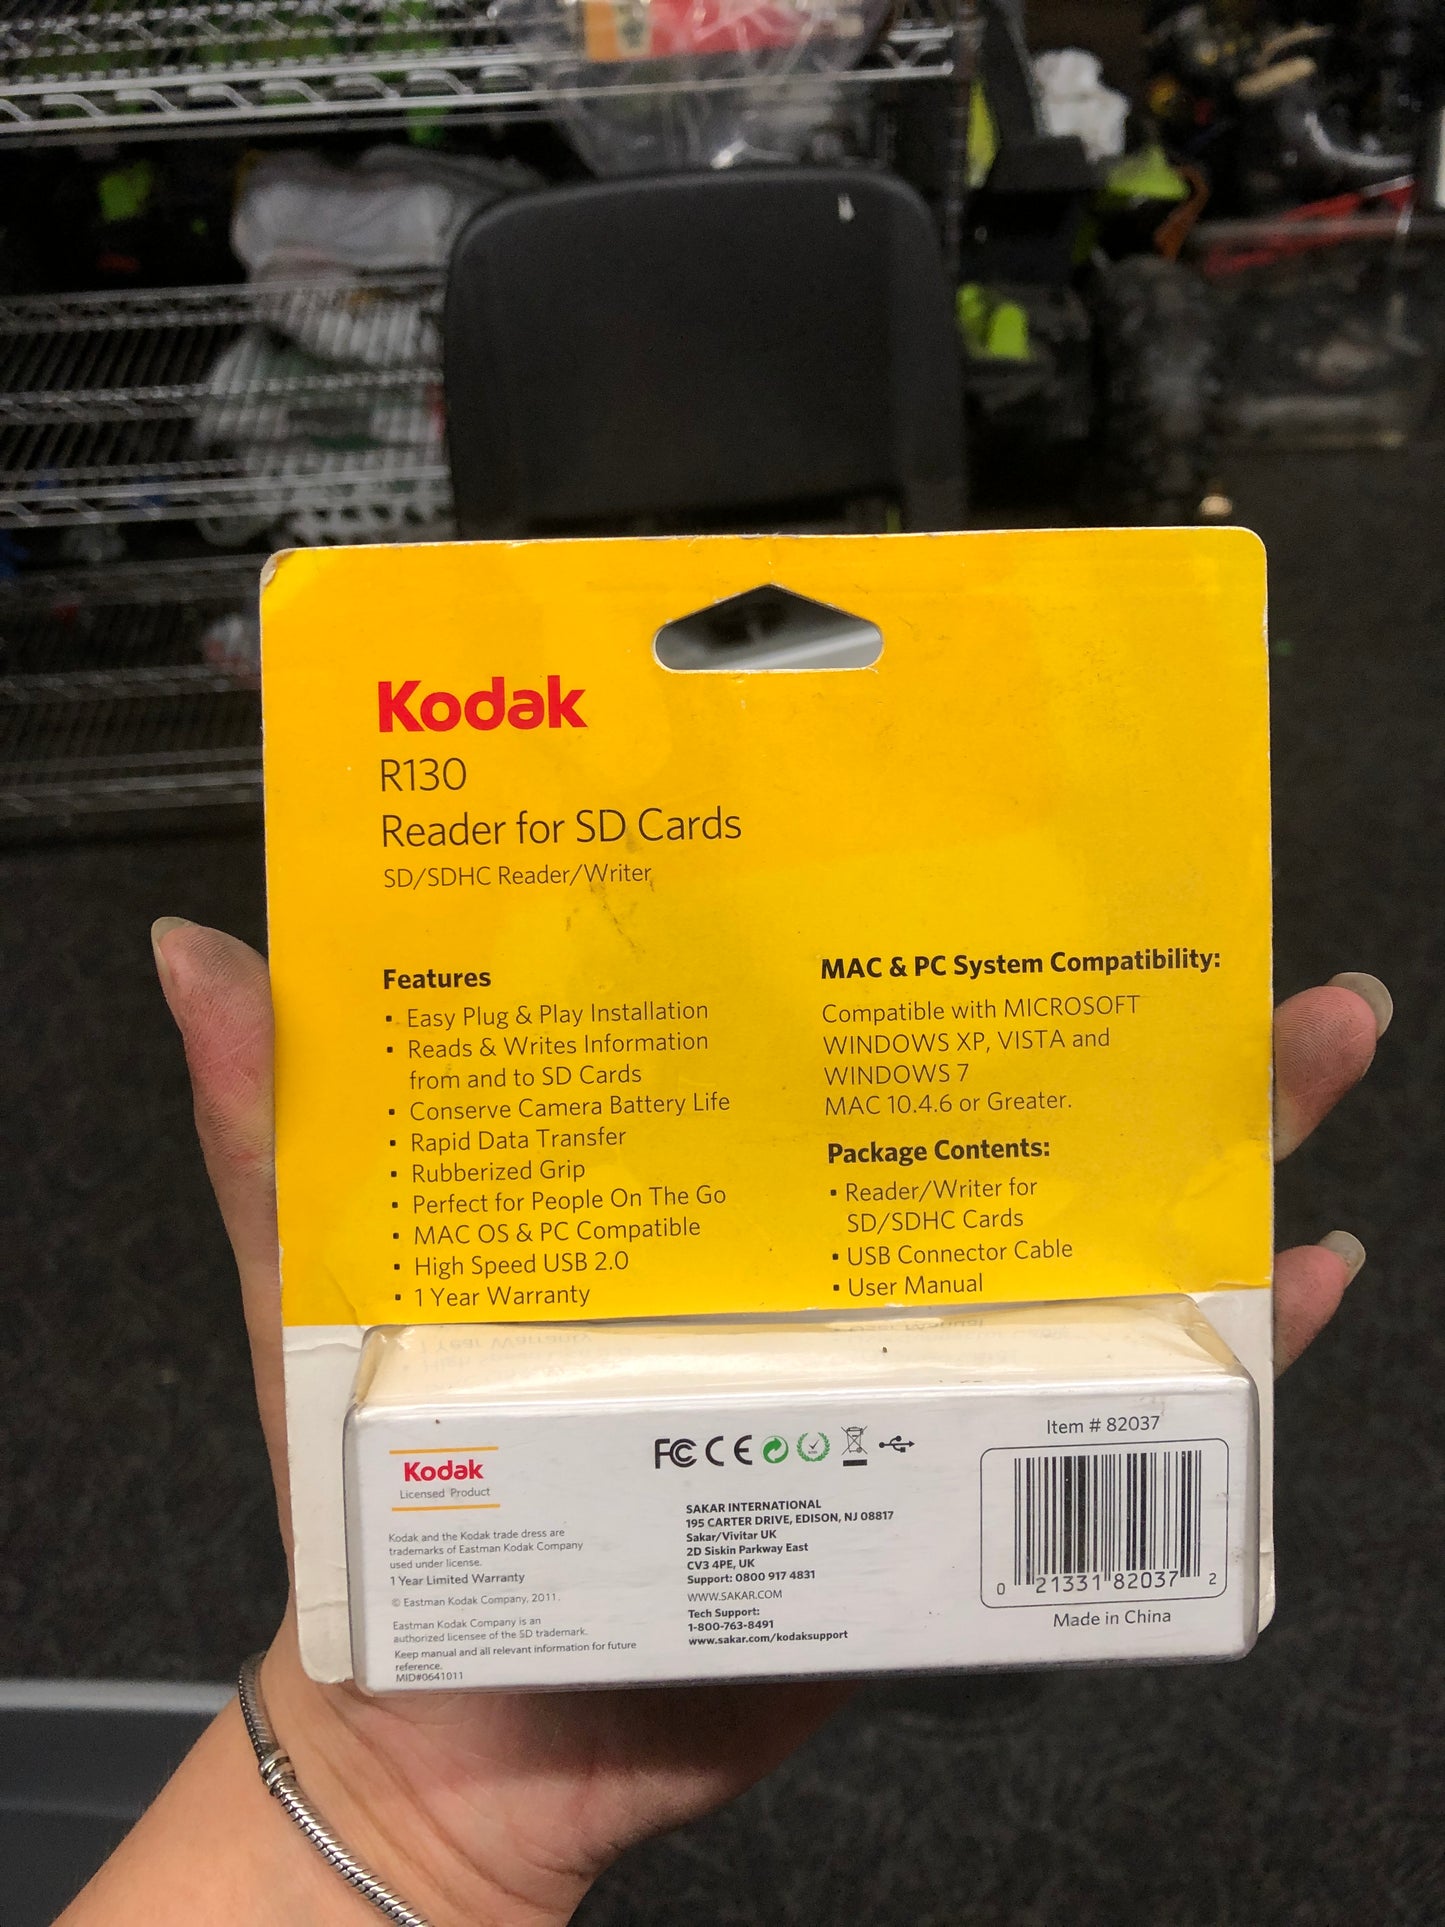 Kodak
R130
Reader for SD Cards
SD/SDHC Reader/Writer
Features
• Easy Plug & Play Installation
• Reads & Writes Information
from and to SD Cards
• Conserve Camera Battery Life
• Rapid Data Transfer
• Rubberized Grip
• Perfect for People On The Go
• MAC OS & PC Compatible
• High Speed USB 2.0
• 1 Year Warranty
MAC & PC System Compatibility:
Compatible with MICROSOFT
WINDOWS XP, VISTA and
WINDOWS 7
MAC 10.4.6 or Greater.
Package Contents:
• Reader/Writer for
SD/SDHC Cards
• USB Connector Cable
• User Manual
Kodak
Licensed Product
Kodak and the Kodak trade dress are
trademarks of Eastman Kodak Company
used under license.
1 Year Limited Warranty
© Eastman Kodak Company, 2011.
Eastman Kodak Company is an
authorized licensee of the SD trademark.
Keep manual and all relevant information for future
reference.
MID#0641011
FC CE
SAKAR INTERNATIONAL
195 CARTER DRIVE, EDISON, NJ 08817
Sakar/Vivitar UK
2D Siskin Parkway East
CV3 4PE, UK
Support: 0800 917 4831
WWW.SAKAR.COM
Tech Support:
1-800-763-8491
www.sakar.com/kodaksupport
Item # 82037
0 21331 82037 2
Made in China